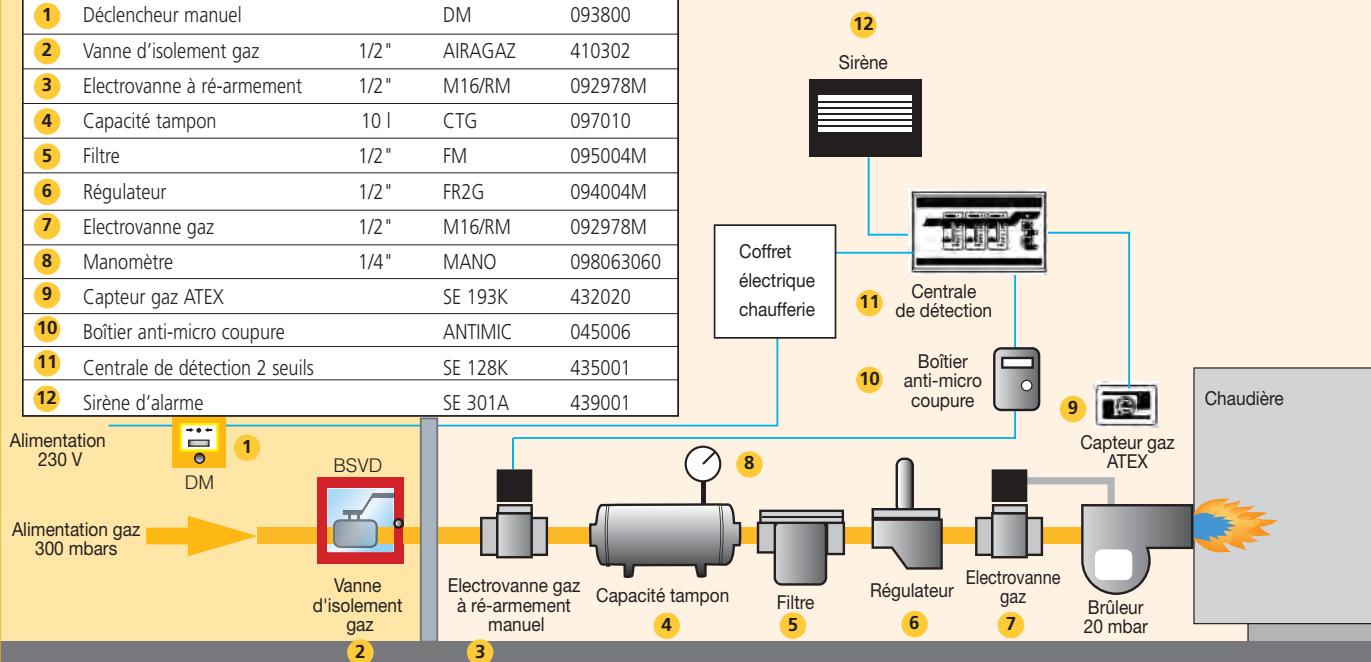 1 Déclencheur manuel DM 093800
2 Vanne d'isolement gaz 1/2" AIRAGAZ 410302
3 Electrovanne à ré-armement 1/2" M16/RM 092978M
4 Capacité tampon 10 l CTG 097010
5 Filtre 1/2" FM 095004M
6 Régulateur 1/2" FR2G 094004M
7 Electrovanne gaz 1/2" M16/RM 092978M
8 Manomètre 1/4" MANO 098063060
9 Capteur gaz ATEX SE 193K 432020
10 Boîtier anti-micro coupure ANTIMIC 045006
11 Centrale de détection 2 seuils SE 128K 435001
12 Sirène d'alarme SE 301A 439001
12
Sirène
Coffret
électrique
chaufferie
11
Centrale
de détection
10
Boîtier
anti-micro
coupure
9
Capteur gaz
ATEX
Chaudière
Alimentation
230 V
1
DM
BSVD
8
Alimentation gaz
300 mbars
Vanne
d'isolement
gaz
2
Electrovanne gaz
à ré-armement
manuel
3
Capacité tampon
4
Filtre
5
Régulateur
6
Electrovanne
gaz
7
Brûleur
20 mbar